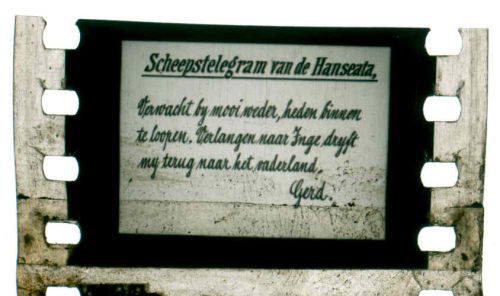 Scheepstelegram van de Hanseata,
Verwacht by mooi weder, heden binnen
te loopen. Verlangen naar Inge dryft
my terug naar het vaderland.
Gerd.